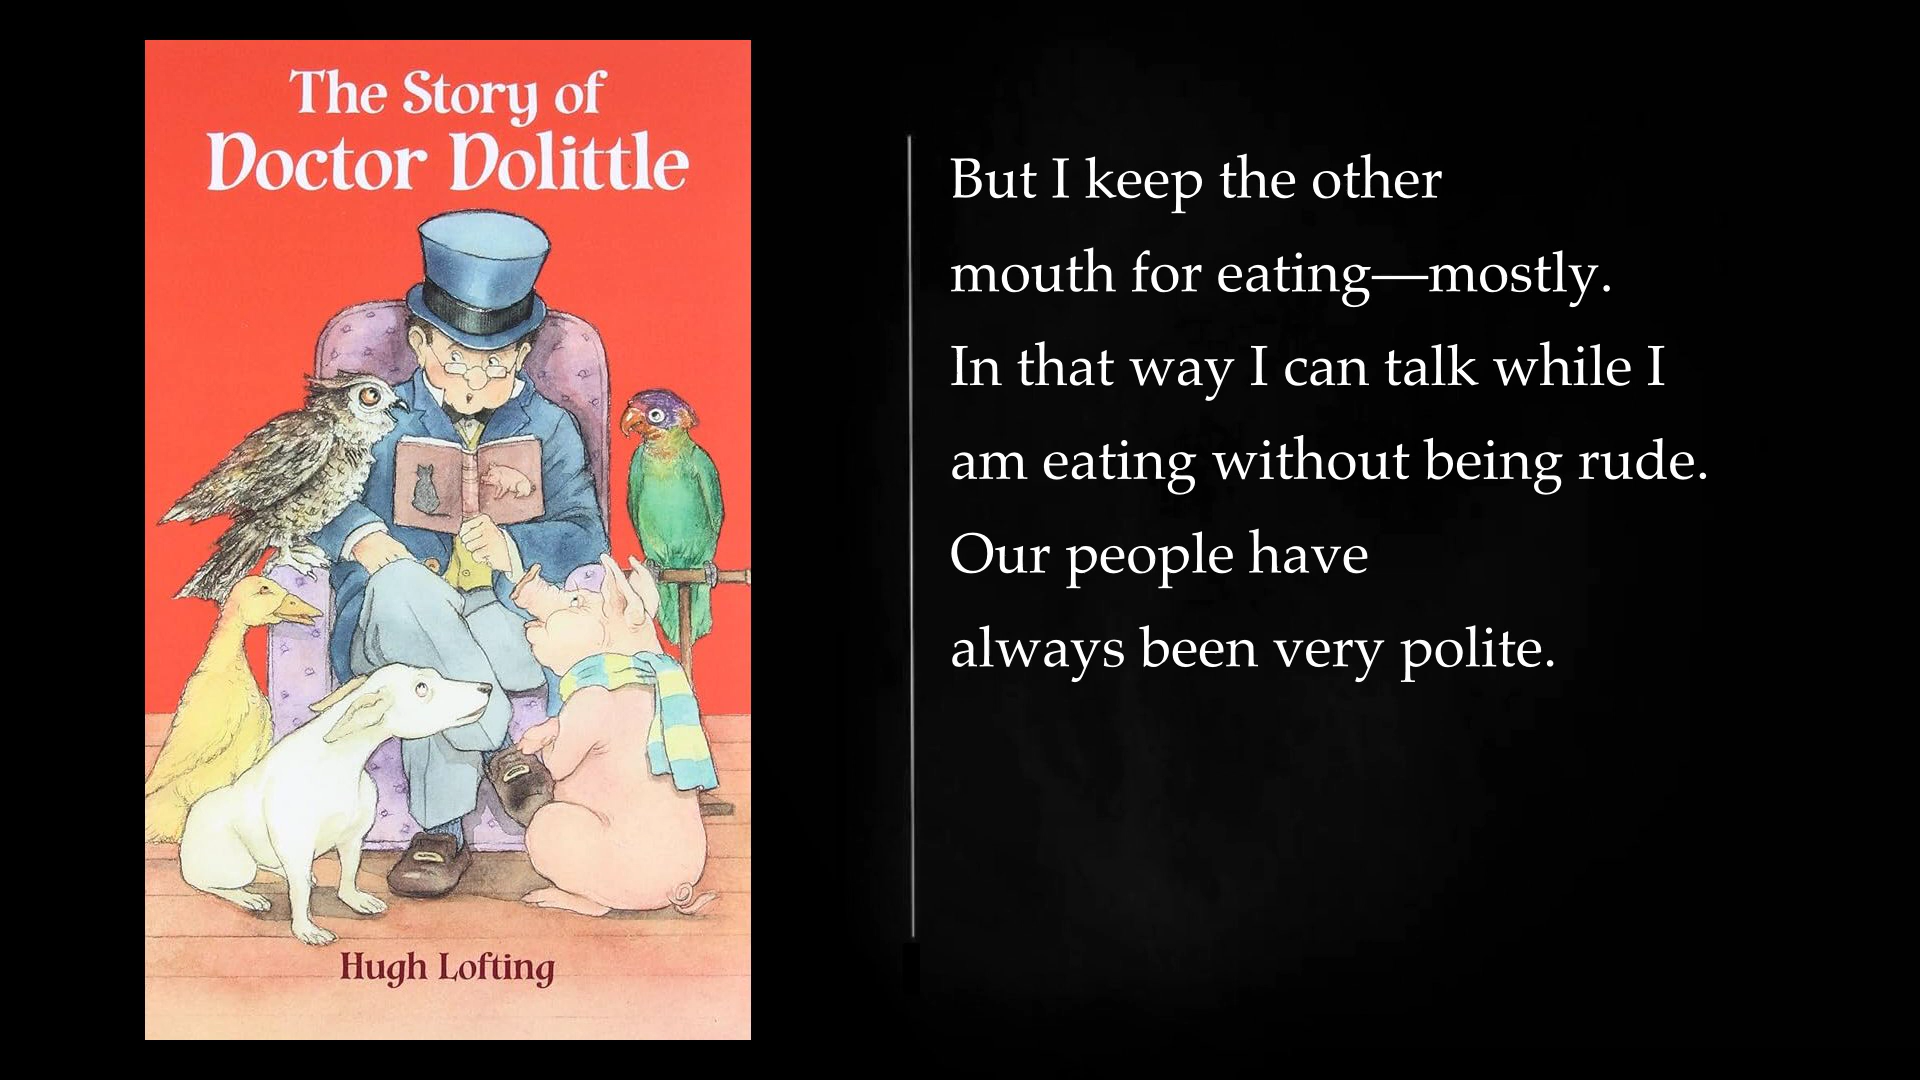 The Story of
Doctor Dolittle
Hugh Lofting
But I keep the other
mouth for eating—mostly.
In that way I can talk while I
am eating without being rude.
Our people have
always been very polite.